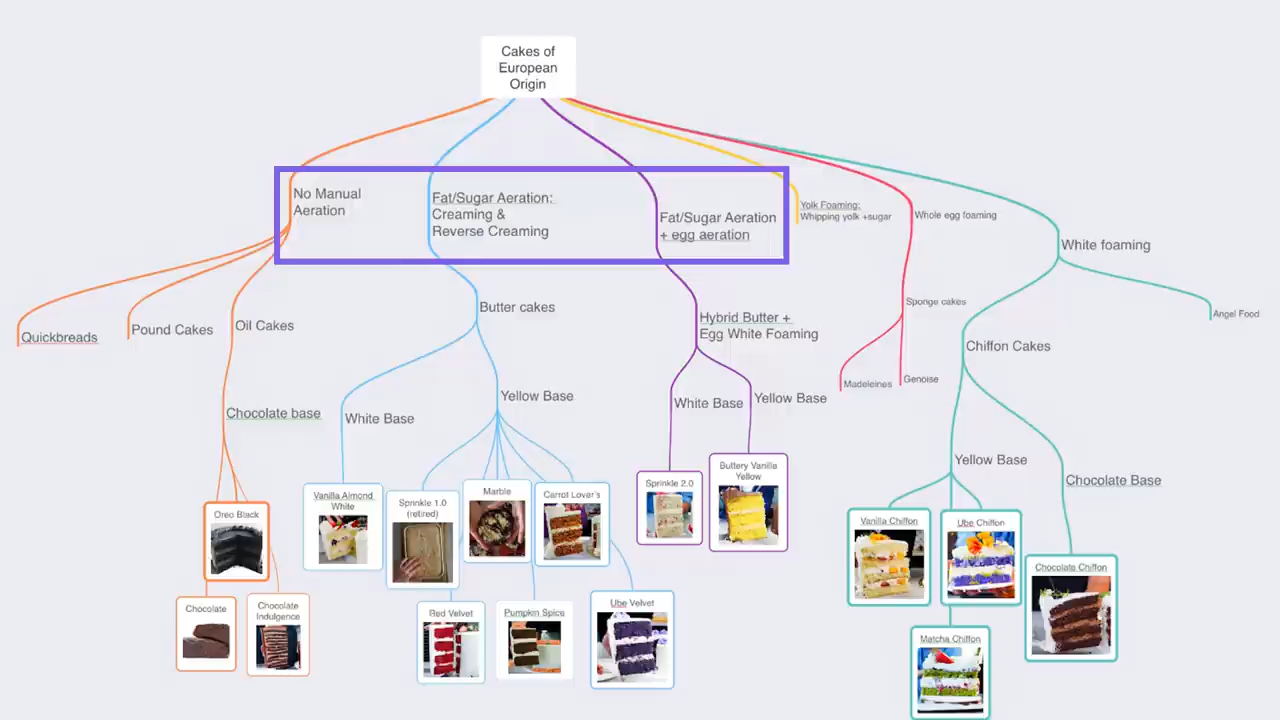 Cakes of
European
Origin
No Manual
Aeration
Fat/Sugar Aeration:
Creaming &
Reverse Creaming
Fat/Sugar Aeration
+ egg aeration
Yolk Foaming:
Whipping yolk +sugar
Whole egg foaming
White foaming
Quickbreads
Pound Cakes
Oil Cakes
Butter cakes
Hybrid Butter +
Egg White Foaming
Sponge cakes
Angel Food
Chiffon Cakes
Madeleines
Genoise
Chocolate base
White Base
Yellow Base
White Base
Yellow Base
Yellow Base
Chocolate Base
Oreo Black
Vanilla Almond
White
Sprinkle 1.0
(retired)
Marble
Carrot Lover's
Sprinkle 2.0
Buttery Vanilla
Yellow
Vanilla Chiffon
Ube Chiffon
Chocolate Chiffon
Chocolate
Chocolate
Indulgence
Red Velvet
Pumpkin Spice
Ube Velvet
Matcha Chiffon